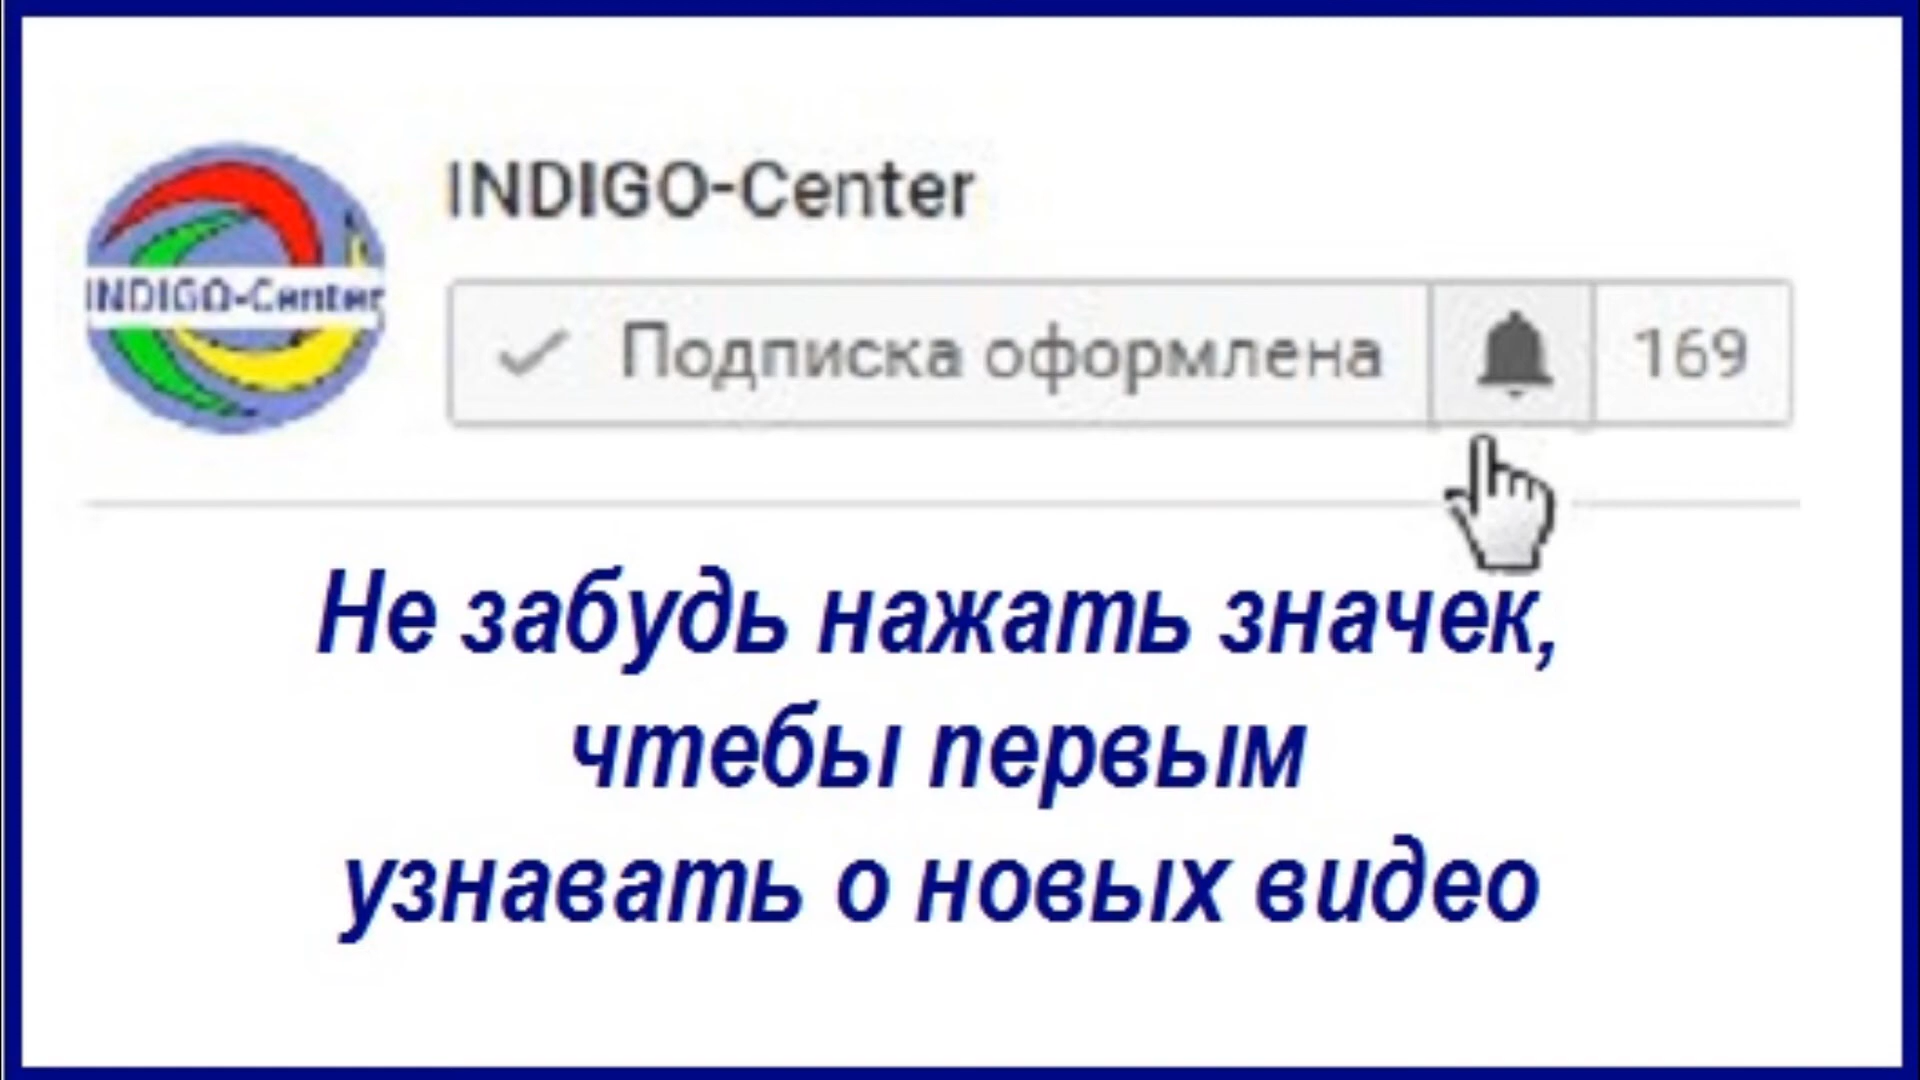 INDIGO-Center
INDIGO-Center
Подписка оформлена 169
Не забудь нажать значек,
чтебы первым
узнавать о новых видео